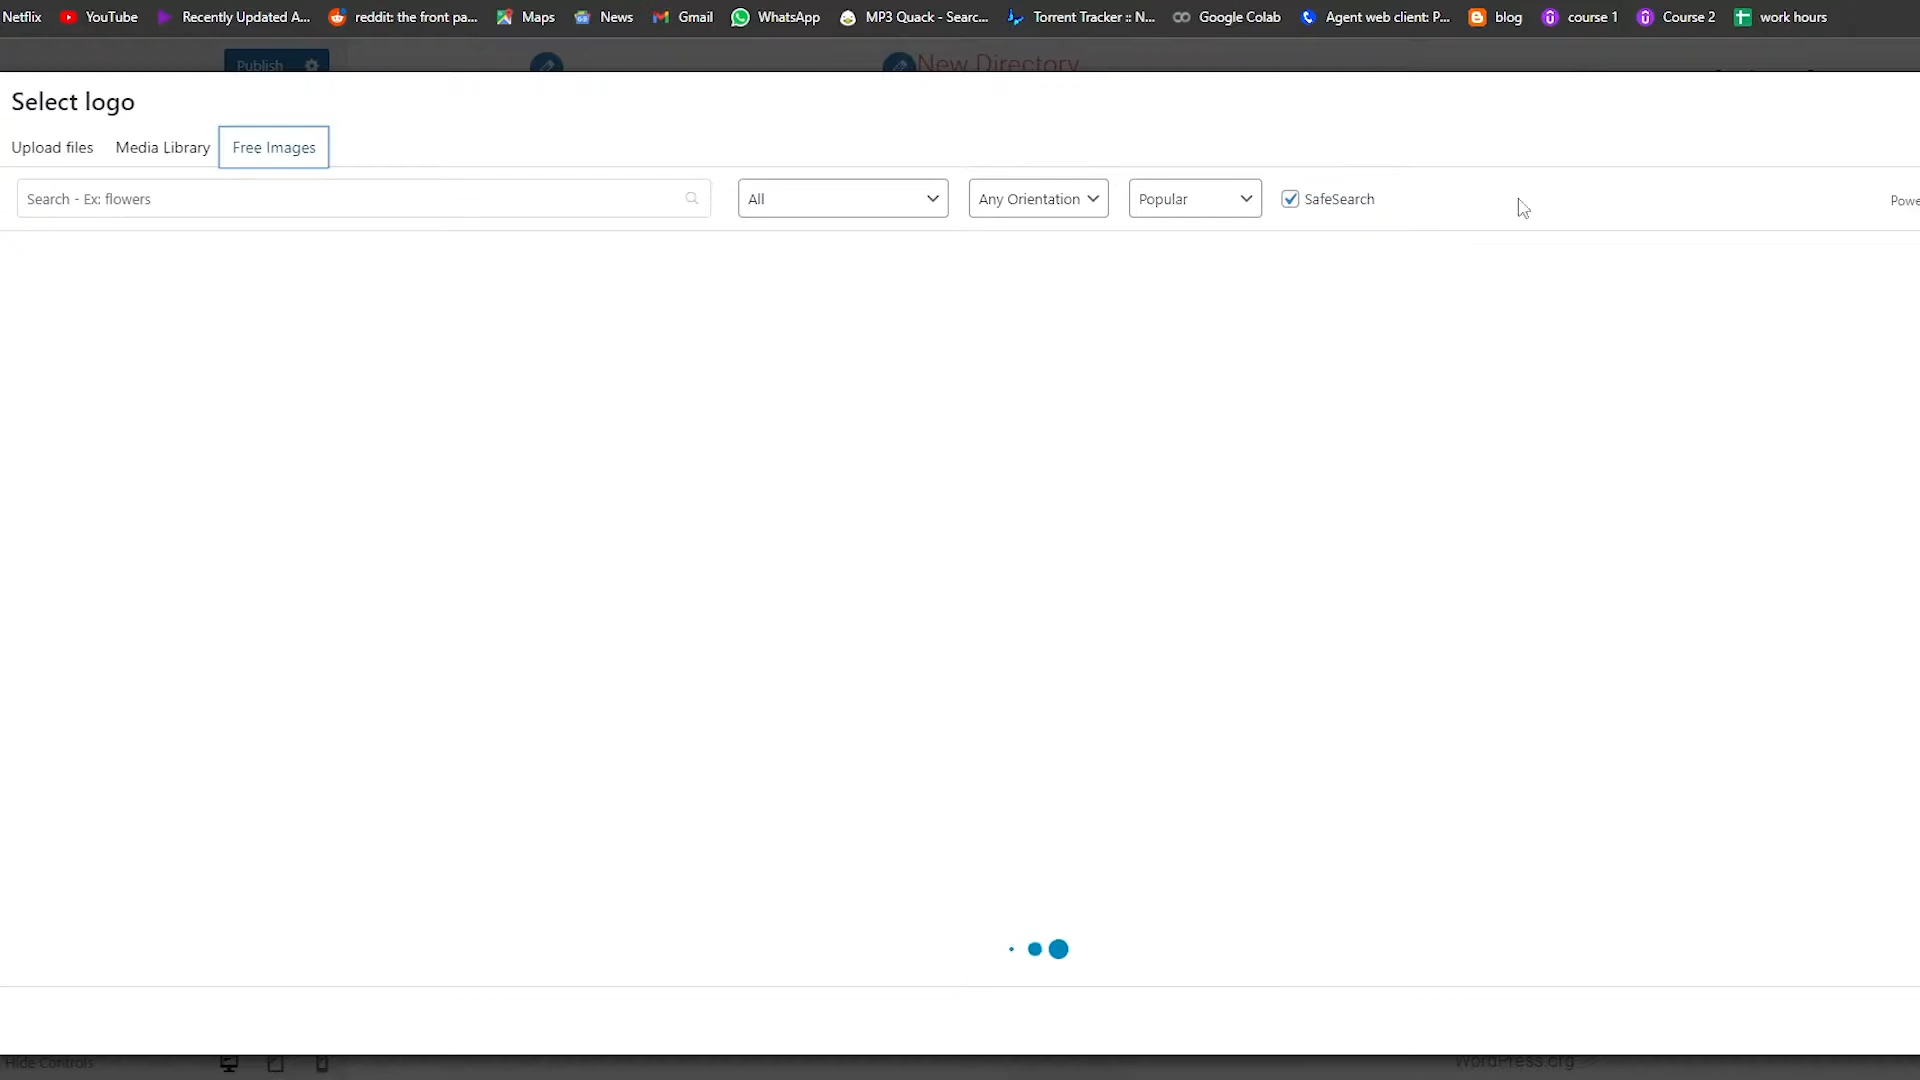 Netflix YouTube Recently Updated A... reddit: the front pa... Maps News Gmail WhatsApp MP3 Quack - Searc... Torrent Tracker :: N... Google Colab Agent web client: P... blog course 1 Course 2 work hours
Publish New Directory
Select logo
Upload files Media Library Free Images
Search - Ex: flowers All Any Orientation Popular SafeSearch Powe
Hide Controls WordPress.org